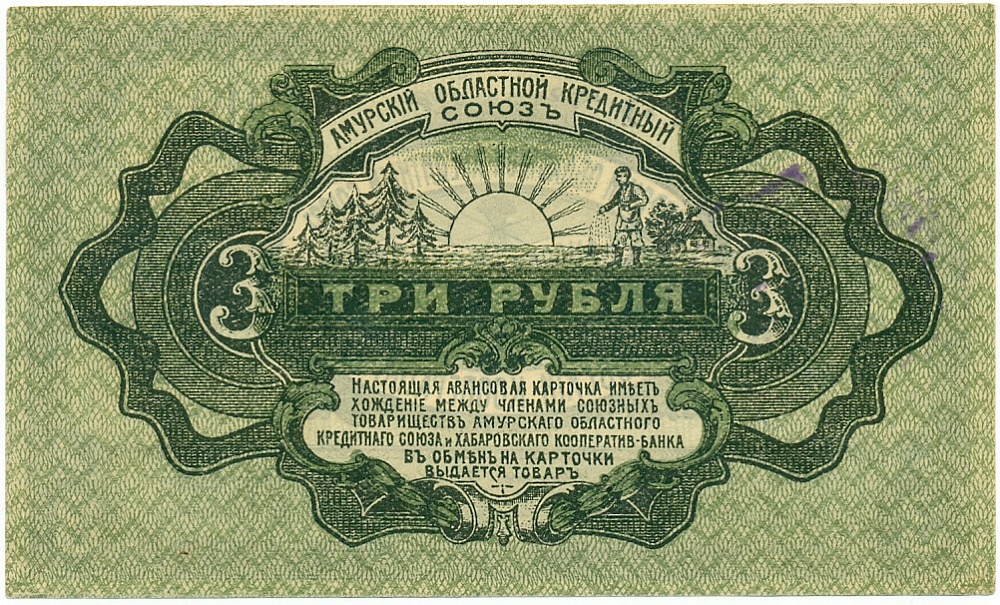 АМУРСКІЙ ОБЛАСТНОЙ КРЕДИТНЫЙ
СОЮЗЪ
3 ТРИ РУБЛЯ 3
НАСТОЯЩАЯ АВАНСОВАЯ КАРТОЧКА ИМѢЕТЪ
ХОЖДЕНІЕ МЕЖДУ ЧЛЕНАМИ СОЮЗНЫХЪ
ТОВАРИЩЕСТВЪ АМУРСКАГО ОБЛАСТНОГО
КРЕДИТНАГО СОЮЗА И ХАБАРОВСКАГО КООПЕРАТИВ-БАНКА
ВЪ ОБМѢНЪ НА КАРТОЧКИ
ВЫДАЕТСЯ ТОВАРЪ